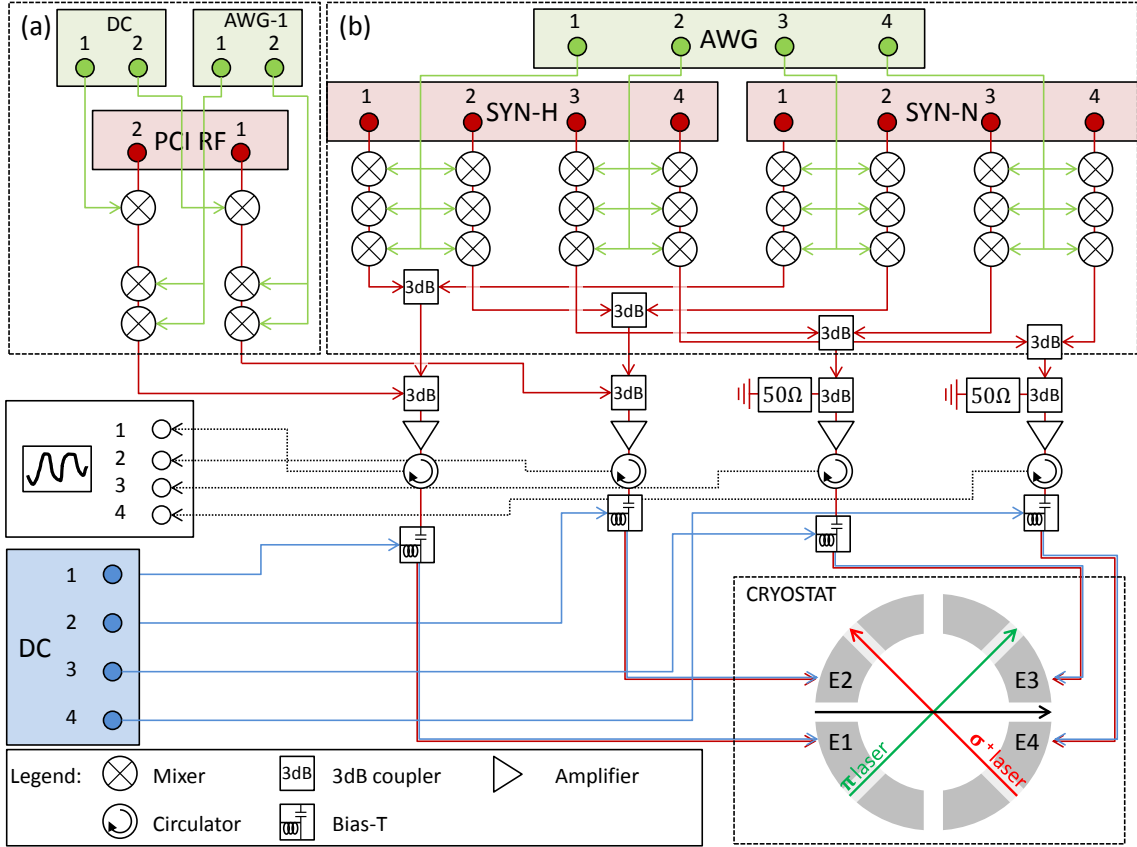 (a)
DC
1 2
AWG-1
1 2
PCI RF
2 1
(b)
1 2 3 4
AWG
1 2 3 4
SYN-H
1 2 3 4
SYN-N
3dB
3dB
3dB
3dB
3dB
3dB
50Ω
3dB
50Ω
3dB
1
2
3
4
DC
1
2
3
4
CRYOSTAT
E2
E3
E1
E4
π laser
σ⁺ laser
Legend:
Mixer
3dB
3dB coupler
Amplifier
Circulator
Bias-T